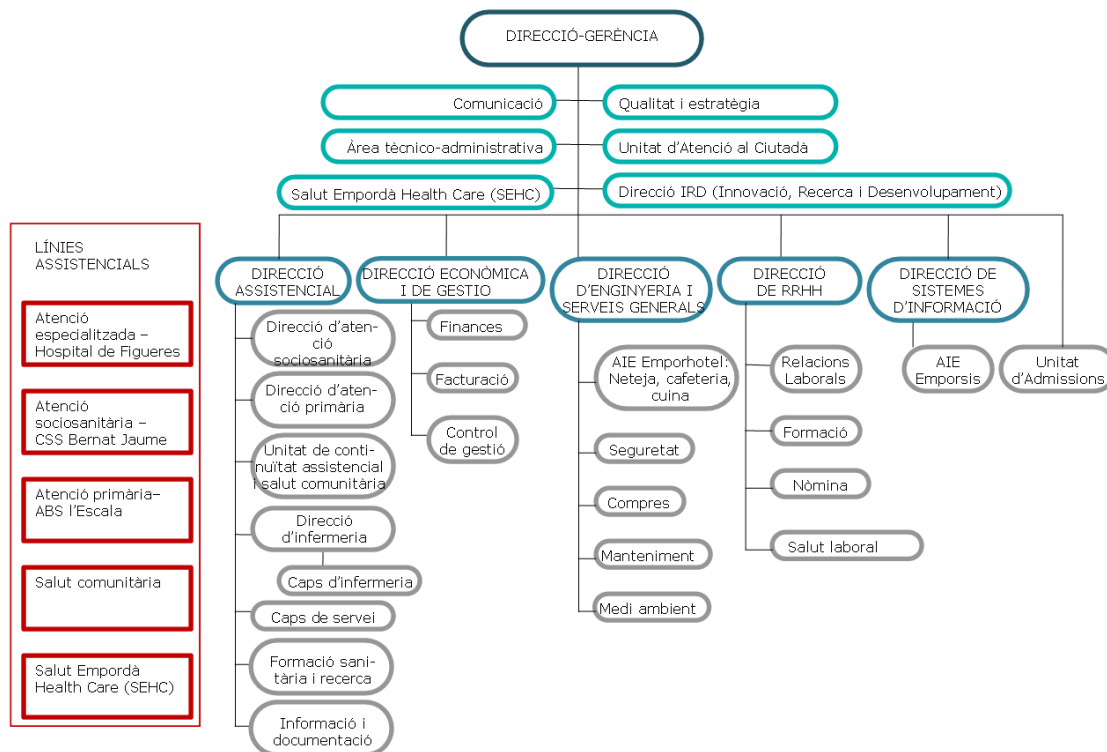 DIRECCIÓ-GERÈNCIA
Comunicació
Qualitat i estratègia
Àrea tècnico-administrativa
Unitat d'Atenció al Ciutadà
Salut Empordà Health Care (SEHC)
Direcció IRD (Innovació, Recerca i Desenvolupament)
LÍNIES
ASSISTENCIALS
Atenció
especialitzada –
Hospital de Figueres
Atenció
sociosanitària –
CSS Bernat Jaume
Atenció primària–
ABS l'Escala
Salut comunitària
Salut Empordà
Health Care (SEHC)
DIRECCIÓ
ASSISTENCIAL
Direcció d'aten-
ció
sociosanitària
Direcció d'aten-
ció primària
Unitat de conti-
nuïtat assistencial
i salut comunitària
Direcció
d'infermeria
Caps d'infermeria
Caps de servei
Formació sani-
tària i recerca
Informació i
documentació
DIRECCIÓ ECONÒMICA
I DE GESTIO
Finances
Facturació
Control
de gestió
DIRECCIÓ
D'ENGINYERIA I
SERVEIS GENERALS
AIE Emporhotel:
Neteja, cafeteria,
cuina
Seguretat
Compres
Manteniment
Medi ambient
DIRECCIÓ
DE RRHH
Relacions
Laborals
Formació
Nòmina
Salut laboral
DIRECCIÓ DE
SISTEMES
D'INFORMACIÓ
AIE
Emporsis
Unitat
d'Admissions